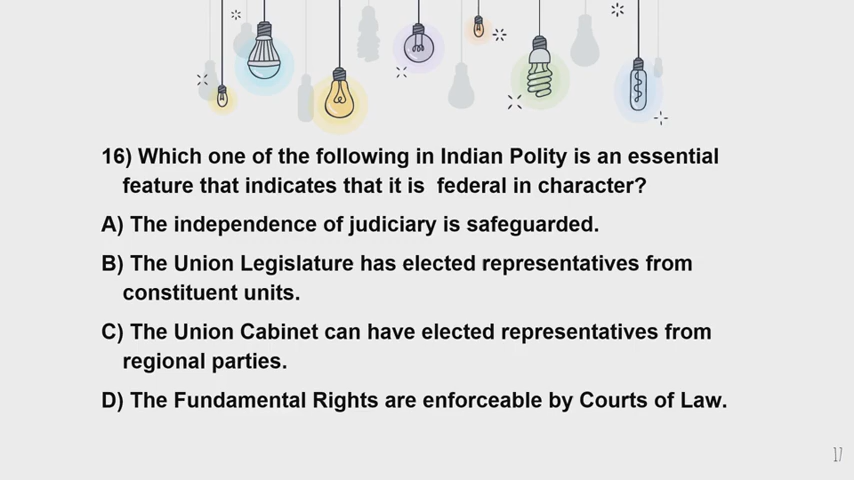 16) Which one of the following in Indian Polity is an essential
feature that indicates that it is federal in character?
A) The independence of judiciary is safeguarded.
B) The Union Legislature has elected representatives from
constituent units.
C) The Union Cabinet can have elected representatives from
regional parties.
D) The Fundamental Rights are enforceable by Courts of Law.
17